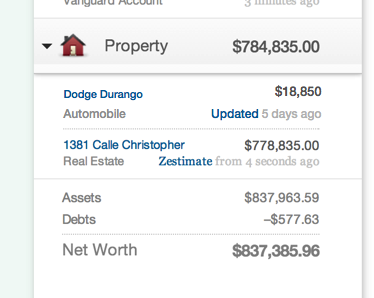 Vanguard Account 3 minutes ago
Property $784,835.00
Dodge Durango $18,850
Automobile Updated 5 days ago
1381 Calle Christopher $778,835.00
Real Estate Zestimate from 4 seconds ago
Assets $837,963.59
Debts –$577.63
Net Worth $837,385.96